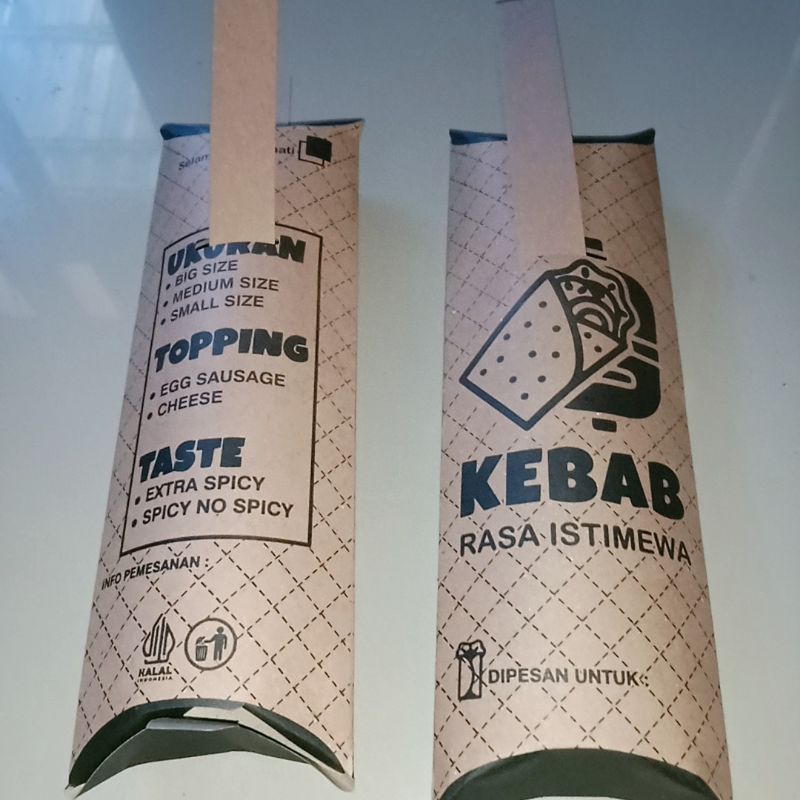 UKURAN
• BIG SIZE
• MEDIUM SIZE
• SMALL SIZE
TOPPING
• EGG SAUSAGE
• CHEESE
TASTE
• EXTRA SPICY
• SPICY NO SPICY
INFO PEMESANAN :
HALAL
INDONESIA
KEBAB
RASA ISTIMEWA
DIPESAN UNTUK :